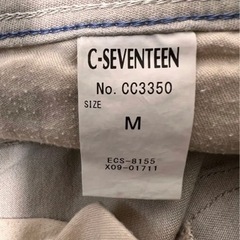 C-SEVENTEEN
No. CC3350
SIZE
M
ECS-8155
X09-01711